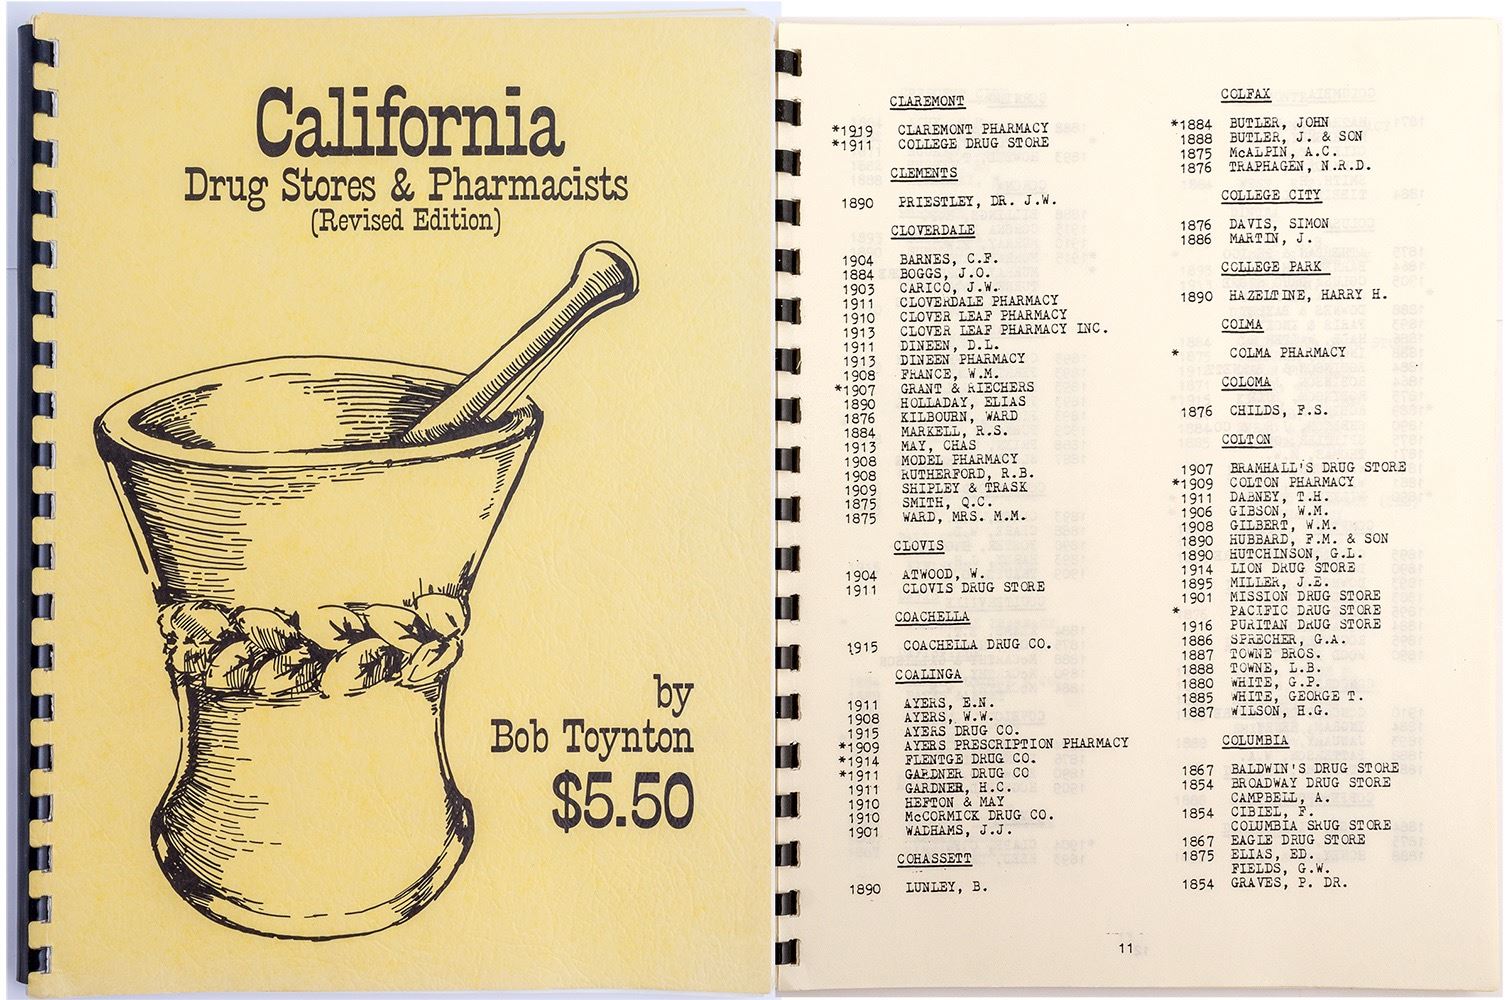 California
Drug Stores & Pharmacists
(Revised Edition)
by
Bob Toynton
$5.50
CLAREMONT
*1919 CLAREMONT PHARMACY
*1911 COLLEGE DRUG STORE
CLEMENTS
1890 PRIESTLEY, DR. J.W.
CLOVERDALE
1904 BARNES, C.F.
1884 BOGGS, J.O.
1903 CARICO, J.W.
1911 CLOVERDALE PHARMACY
1910 CLOVER LEAF PHARMACY
1913 CLOVER LEAF PHARMACY INC.
1911 DINEEN, D.L.
1913 DINEEN PHARMACY
1908 FRANCE, W.M.
*1907 GRANT & RIECHERS
1890 HOLLADAY, ELIAS
1876 KILBOURN, WARD
1884 MARKELL, R.S.
1913 MAY, CHAS
1908 MODEL PHARMACY
1908 RUTHERFORD, R.B.
1909 SHIPLEY & TRASK
1875 SMITH, Q.C.
1875 WARD, MRS. M.M.
CLOVIS
1904 ATWOOD, W.
1911 CLOVIS DRUG STORE
COACHELLA
1915 COACHELLA DRUG CO.
COALINGA
1911 AYERS, E.N.
1908 AYERS, W.W.
1915 AYERS DRUG CO.
*1909 AYERS PRESCRIPTION PHARMACY
*1914 FLENTGE DRUG CO.
*1911 GARDNER DRUG CO
1911 GARDNER, H.C.
1910 HEFTON & MAY
1910 McCORMICK DRUG CO.
1901 WADHAMS, J.J.
COHASSETT
1890 LUNLEY, B.
COLFAX
*1884 BUTLER, JOHN
1888 BUTLER, J. & SON
1875 McALPIN, A.C.
1876 TRAPHAGEN, N.R.D.
COLLEGE CITY
1876 DAVIS, SIMON
1886 MARTIN, J.
COLLEGE PARK
1890 HAZELTINE, HARRY H.
COLMA
* COLMA PHARMACY
COLOMA
1876 CHILDS, F.S.
COLTON
1907 BRAMHALL'S DRUG STORE
*1909 COLTON PHARMACY
1911 DABNEY, T.H.
1906 GIBSON, W.M.
1908 GILBERT, W.M.
1890 HUBBARD, F.M. & SON
1890 HUTCHINSON, G.L.
1914 LION DRUG STORE
1895 MILLER, J.E.
1901 MISSION DRUG STORE
* PACIFIC DRUG STORE
1916 PURITAN DRUG STORE
1886 SPRECHER, G.A.
1887 TOWNE BROS.
1888 TOWNE, L.B.
1880 WHITE, G.P.
1885 WHITE, GEORGE T.
1887 WILSON, H.G.
COLUMBIA
1867 BALDWIN'S DRUG STORE
1854 BROADWAY DRUG STORE
CAMPBELL, A.
1854 CIBIEL, F.
COLUMBIA SRUG STORE
1867 EAGLE DRUG STORE
1875 ELIAS, ED.
FIELDS, G.W.
1854 GRAVES, P. DR.
11